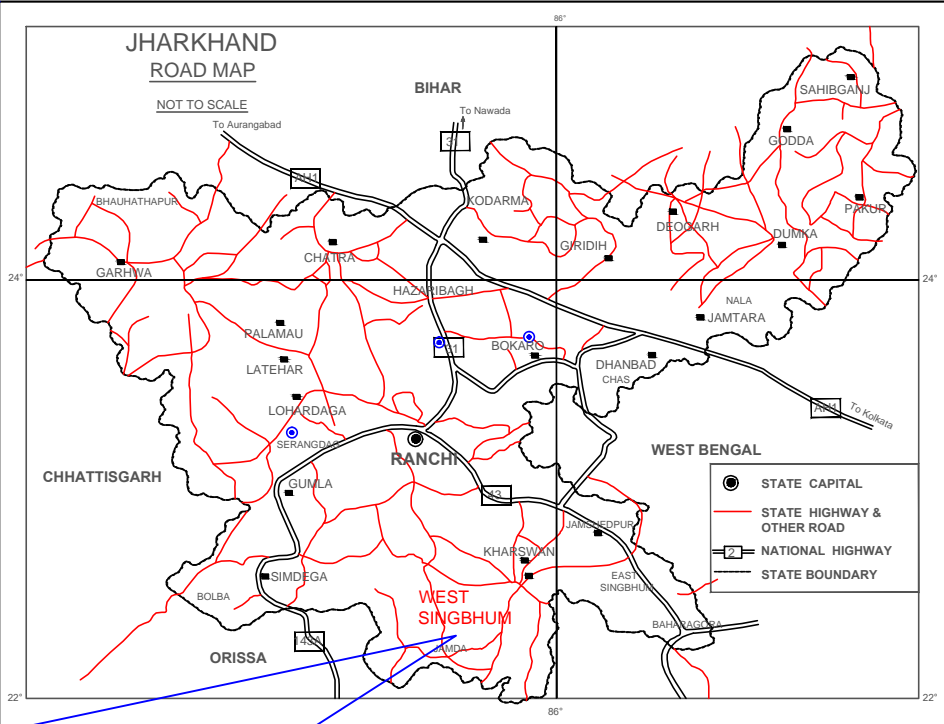 86°
JHARKHAND
ROAD MAP
NOT TO SCALE
BIHAR
To Nawada
To Aurangabad
31
AH1
SAHIBGANJ
GODDA
BHAUHATHAPUR
KODARMA
PAKUR
DEOGARH
DUMKA
CHATRA
GIRIDIH
GARHWA
24°
24°
HAZARIBAGH
NALA
JAMTARA
PALAMAU
BOKARO
LATEHAR
DHANBAD
CHAS
LOHARDAGA
AH1
To Kolkata
SERANGDAG
RANCHI
WEST BENGAL
CHHATTISGARH
GUMLA
43
STATE CAPITAL
STATE HIGHWAY &
OTHER ROAD
2
NATIONAL HIGHWAY
STATE BOUNDARY
JAMSHEDPUR
KHARSWAN
SIMDEGA
EAST
SINGBHUM
BOLBA
WEST
SINGBHUM
BAHARAGORA
143A
JAMDA
ORISSA
22°
22°
86°